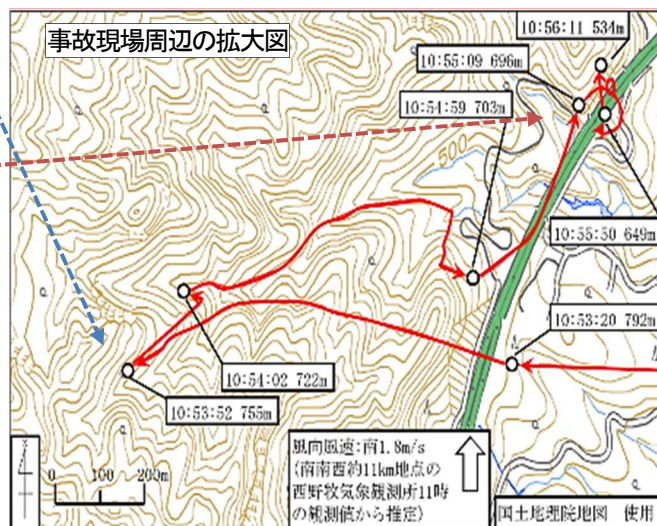 事故現場周辺の拡大図
10:56:11 534m
10:55:09 696m
10:54:59 703m
500
10:55:50 649m
10:53:20 792m
10:54:02 722m
10:53:52 755m
0 100 200m
風向風速:南1.8m/s
(南南西約11km地点の
西野牧気象観測所11時
の観測値から推定)
国土地理院地図 使用